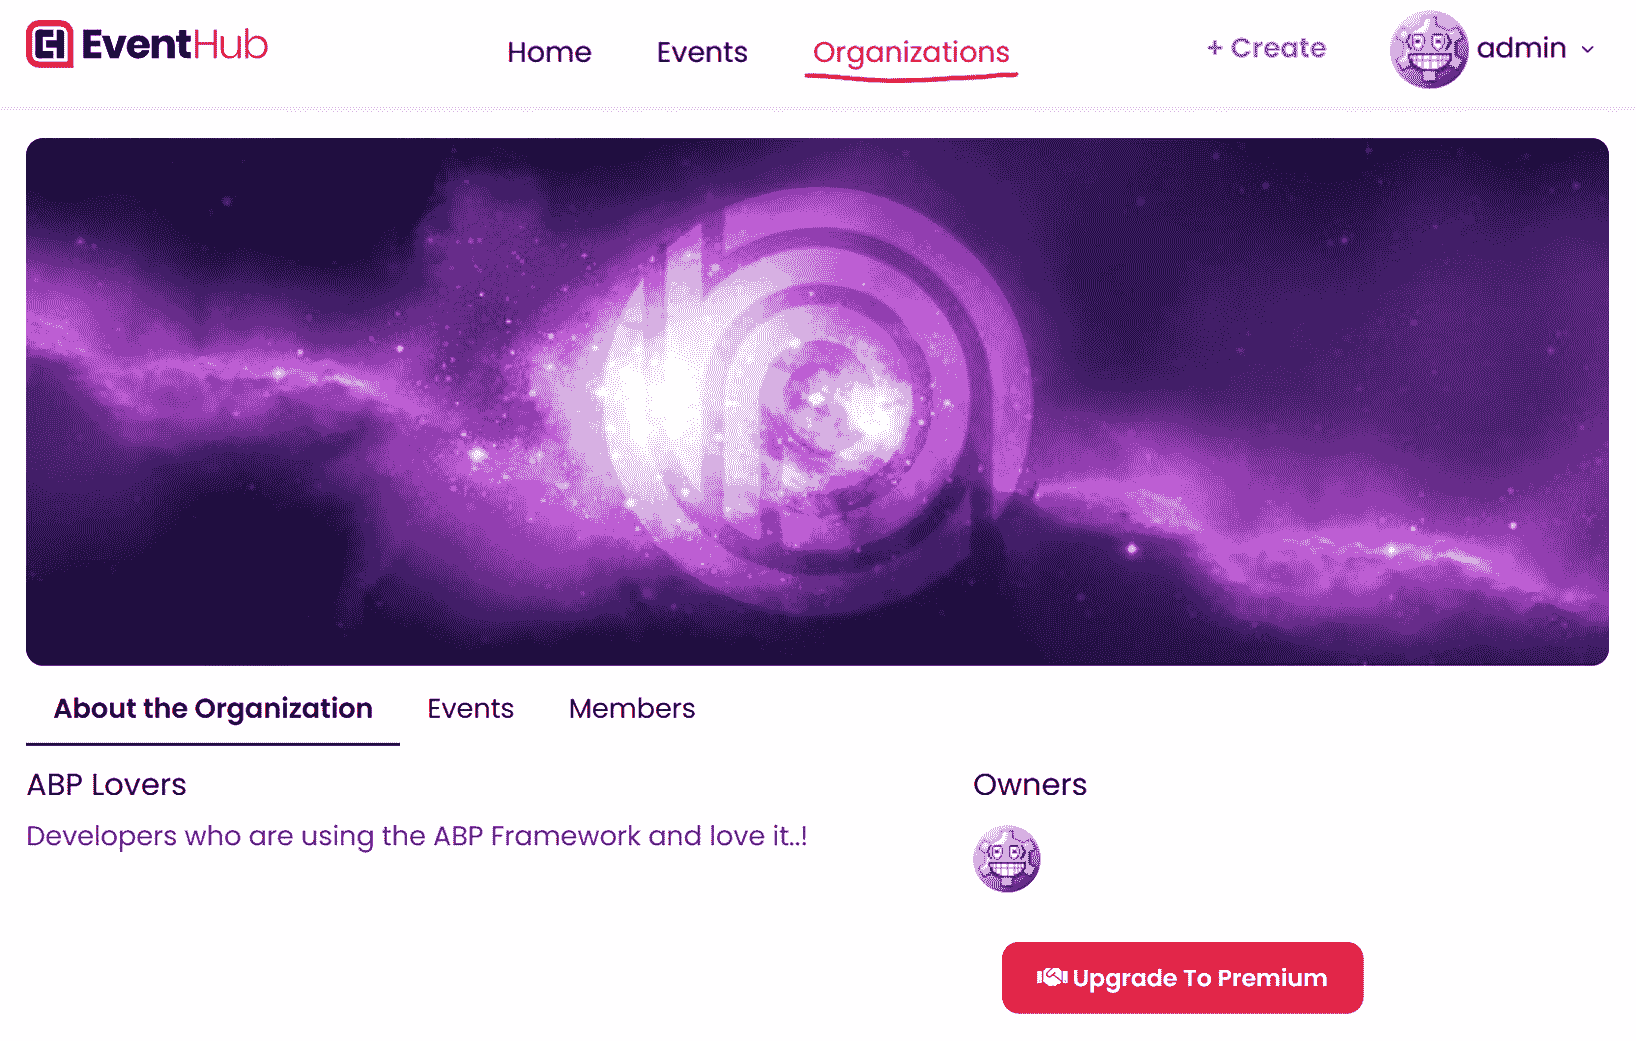 EventHub
Home Events Organizations + Create admin
About the Organization Events Members
ABP Lovers
Developers who are using the ABP Framework and love it..!
Owners
Upgrade To Premium